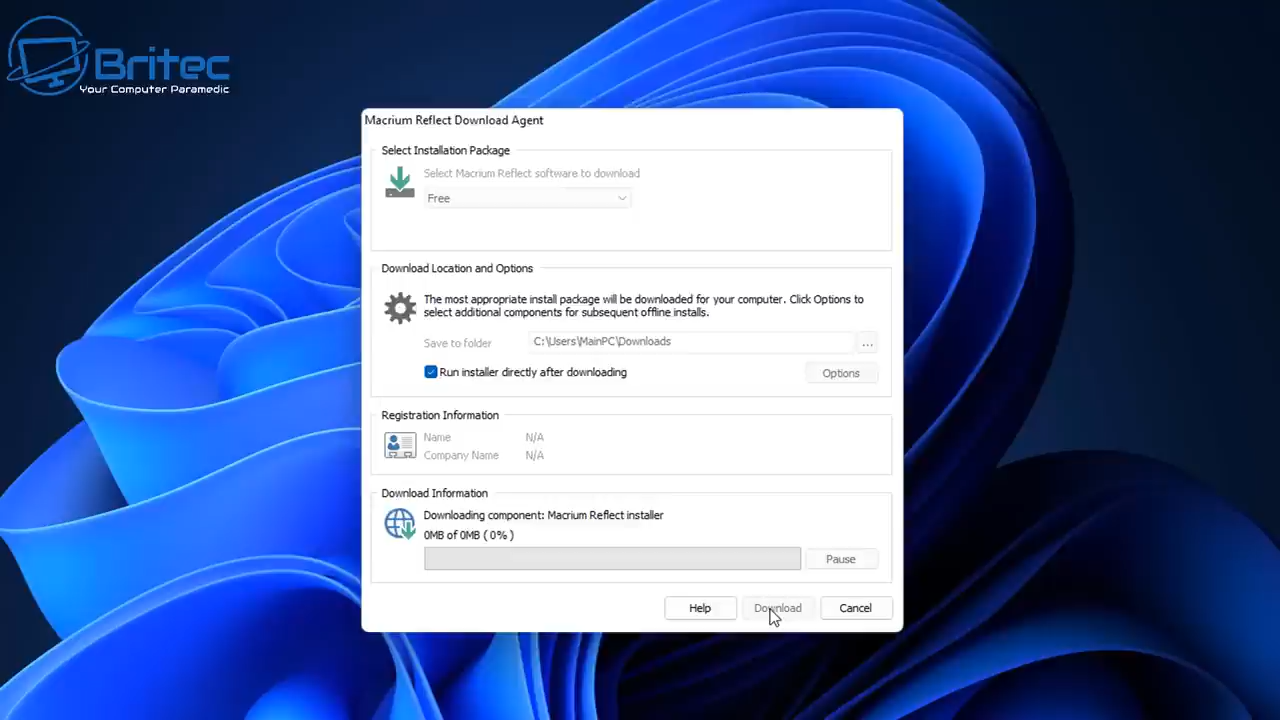 Britec
Your Computer Paramedic
Macrium Reflect Download Agent
Select Installation Package
Select Macrium Reflect software to download
Free
Download Location and Options
The most appropriate install package will be downloaded for your computer. Click Options to
select additional components for subsequent offline installs.
Save to folder C:\Users\MainPC\Downloads ...
Run installer directly after downloading Options
Registration Information
Name N/A
Company Name N/A
Download Information
Downloading component: Macrium Reflect installer
0MB of 0MB ( 0% )
Pause
Help Download Cancel